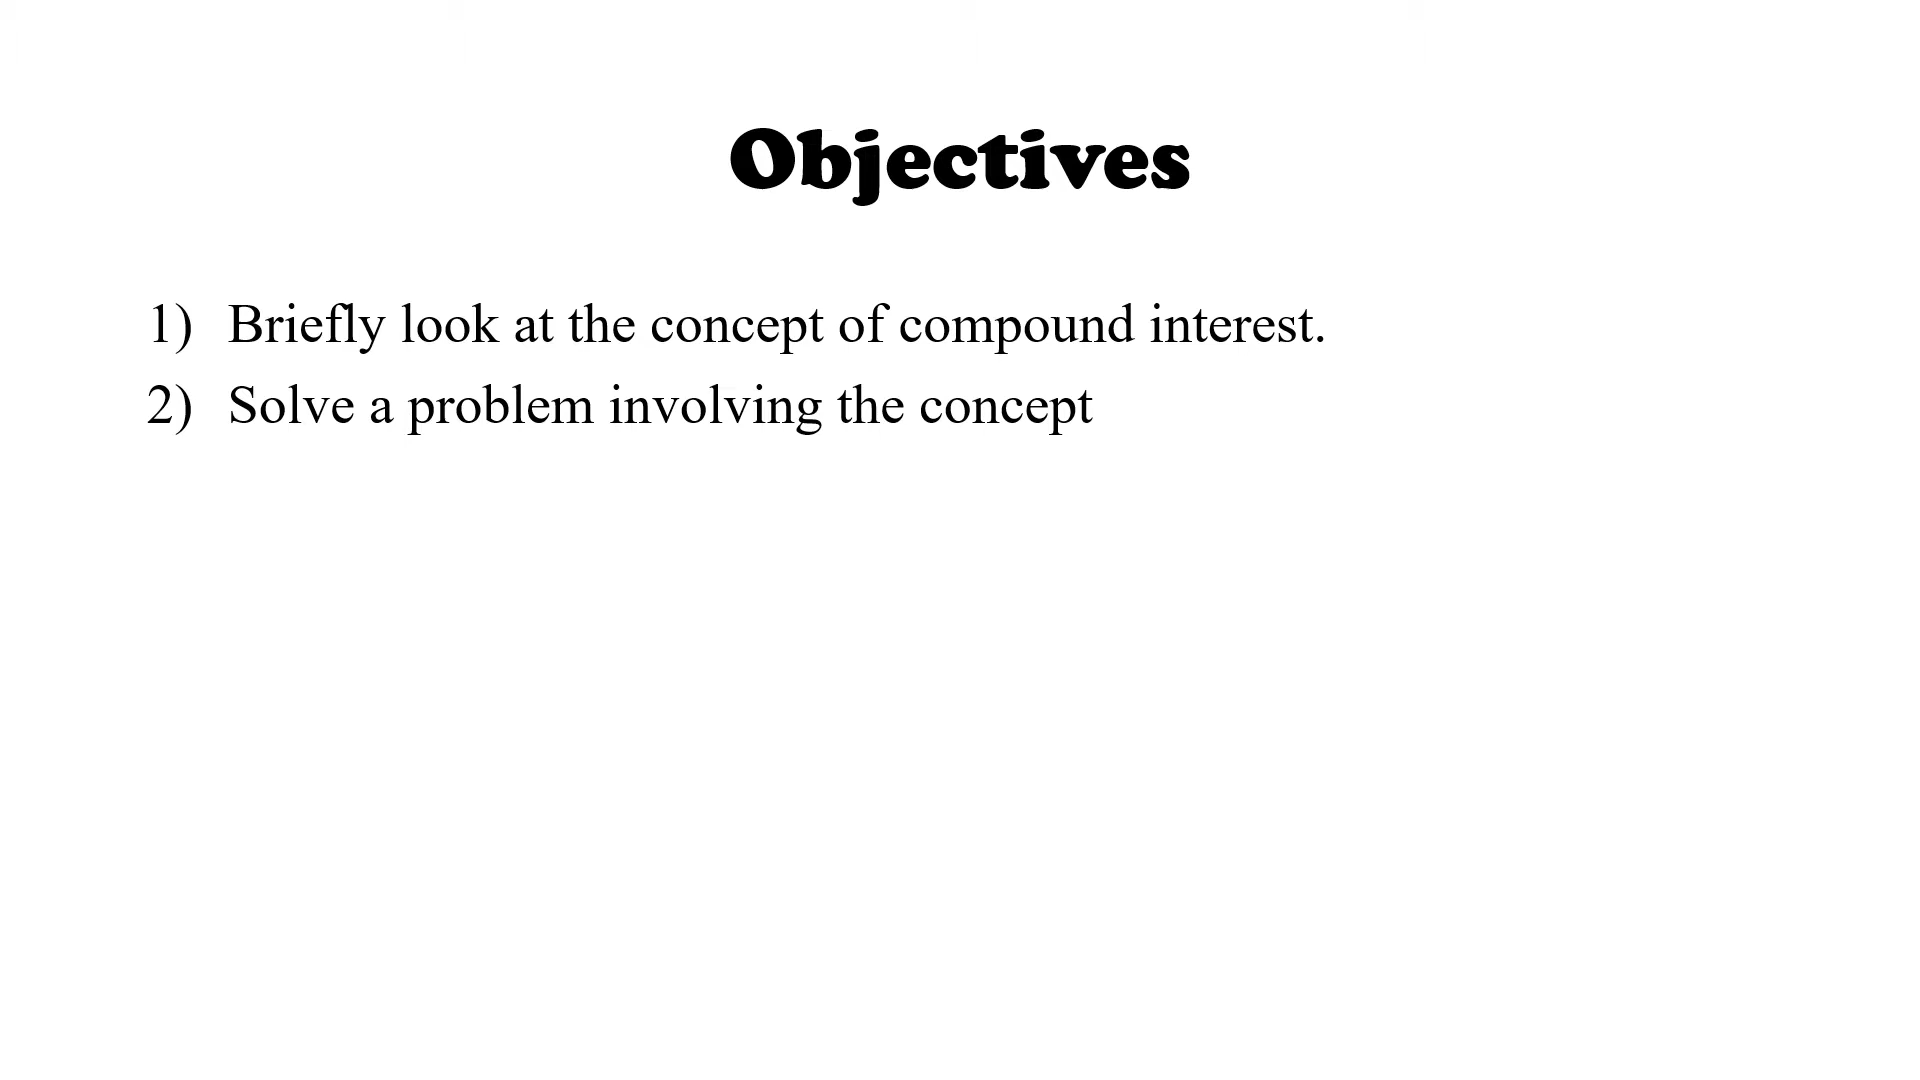 Objectives
1) Briefly look at the concept of compound interest.
2) Solve a problem involving the concept